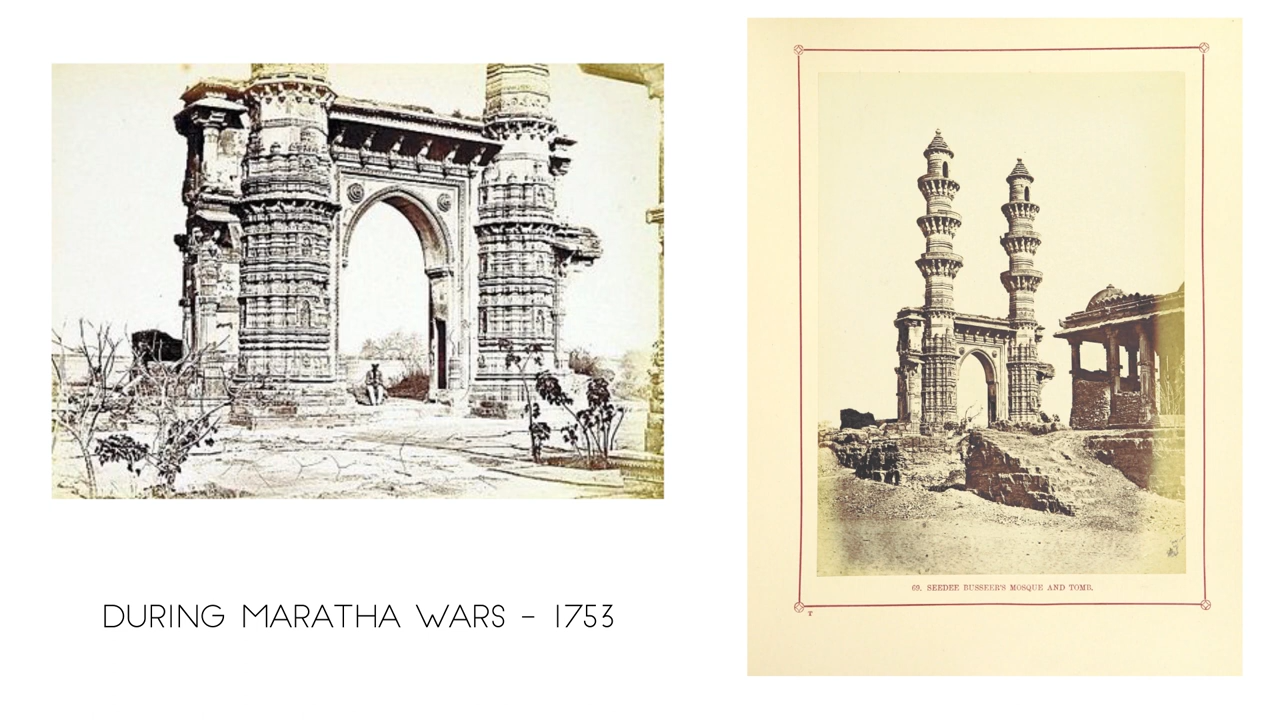 DURING MARATHA WARS - 1753
69. SEEDEE BUSSEER'S MOSQUE AND TOMB.
T